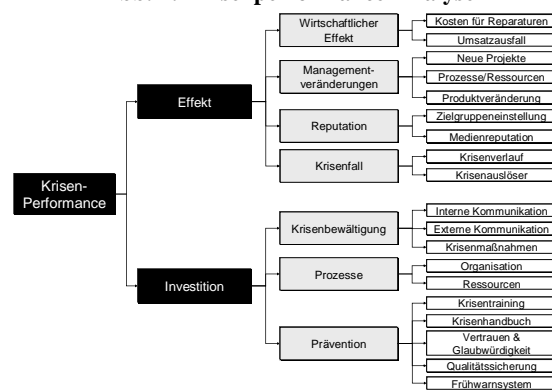 Krisen-
Performance
Effekt
Wirtschaftlicher
Effekt
Kosten für Reparaturen
Umsatzausfall
Management-
veränderungen
Neue Projekte
Prozesse/Ressourcen
Produktveränderung
Reputation
Zielgruppeneinstellung
Medienreputation
Krisenfall
Krisenverlauf
Krisenauslöser
Investition
Krisenbewältigung
Interne Kommunikation
Externe Kommunikation
Krisenmaßnahmen
Prozesse
Organisation
Ressourcen
Prävention
Krisentraining
Krisenhandbuch
Vertrauen &
Glaubwürdigkeit
Qualitätssicherung
Frühwarnsystem